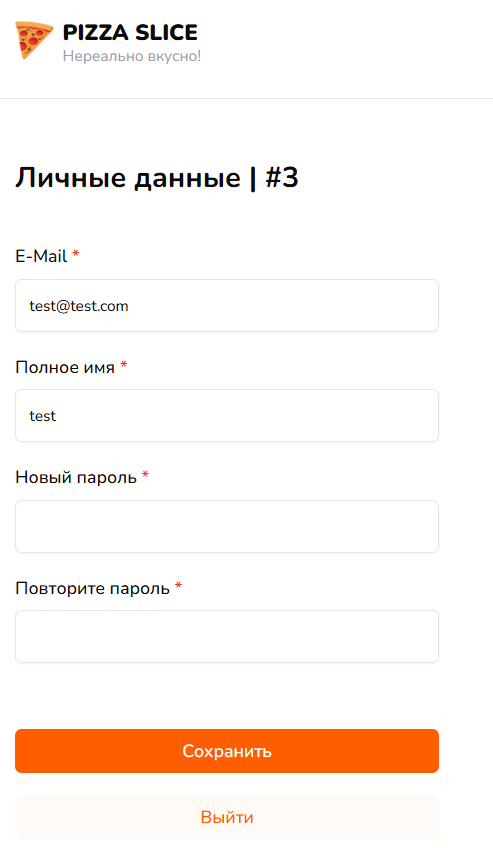 PIZZA SLICE
Нереально вкусно!
Личные данные | #3
E-Mail *
test@test.com
Полное имя *
test
Новый пароль *
Повторите пароль *
Сохранить
Выйти